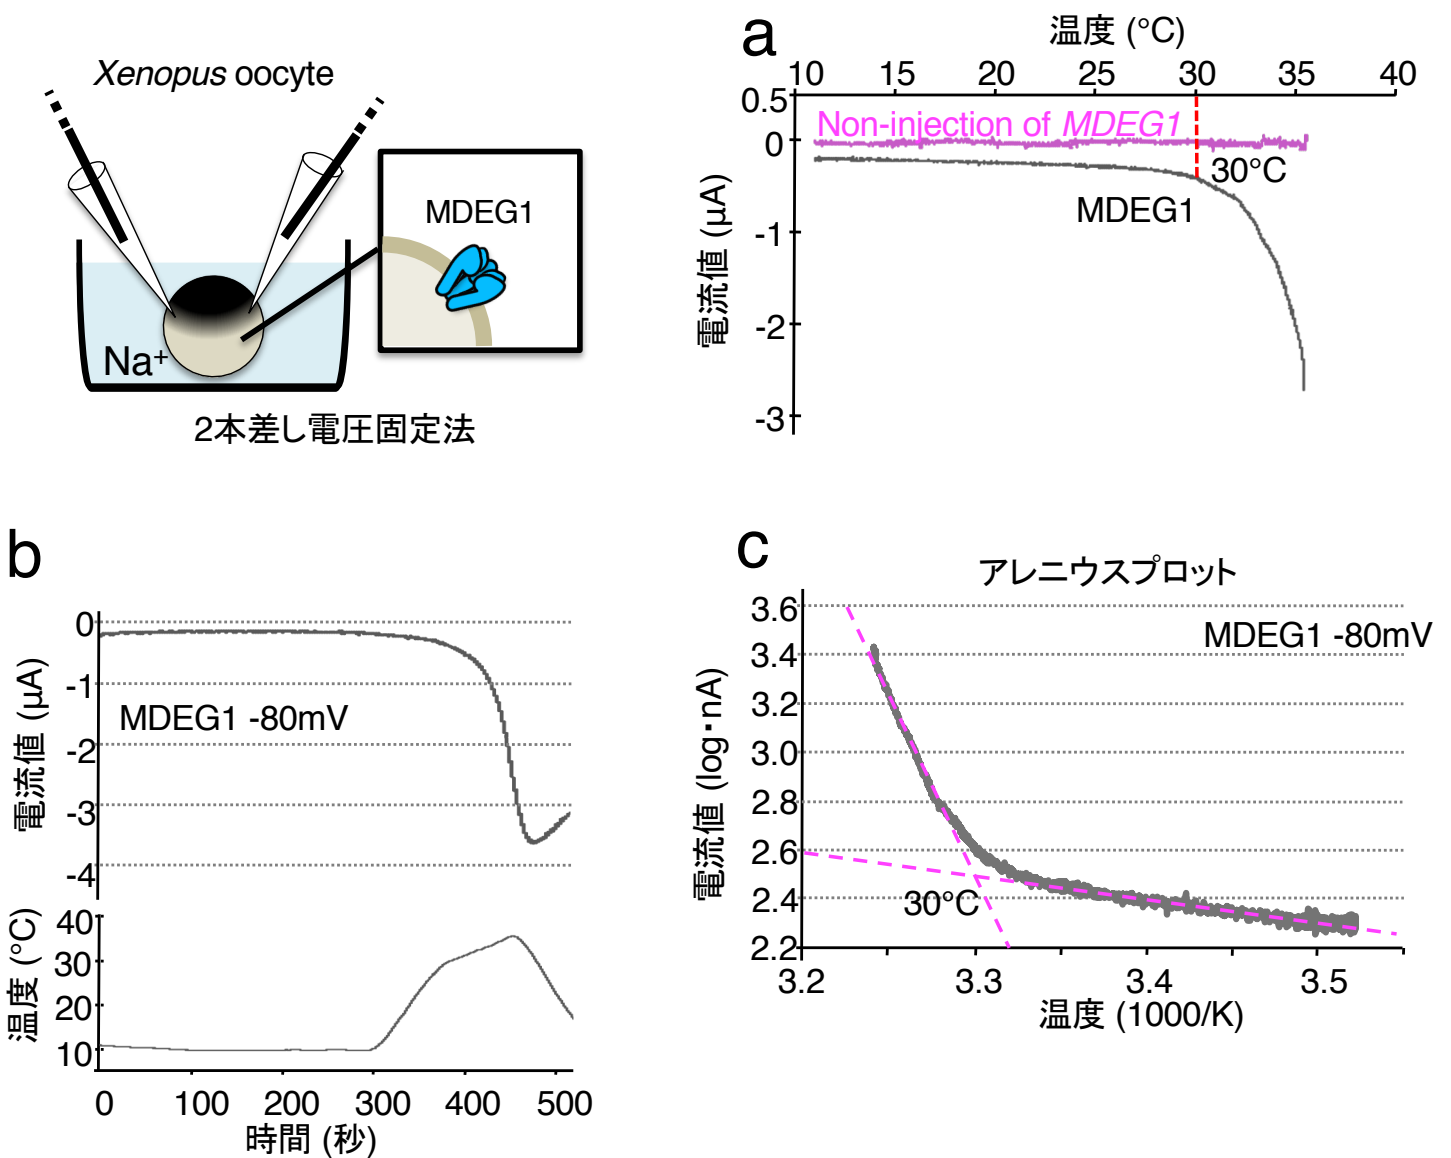 Xenopus oocyte
MDEG1
Na⁺
2本差し電圧固定法
a
温度 (°C)
10 15 20 25 30 35 40
0.5
0
-1
-2
-3
電流値 (μA)
Non-injection of MDEG1
30°C
MDEG1
b
0
-1
-2
-3
-4
電流値 (μA)
MDEG1 -80mV
40
30
20
10
温度 (°C)
0 100 200 300 400 500
時間 (秒)
c
アレニウスプロット
3.6
3.4
3.2
3.0
2.8
2.6
2.4
2.2
電流値 (log・nA)
MDEG1 -80mV
30°C
3.2 3.3 3.4 3.5
温度 (1000/K)